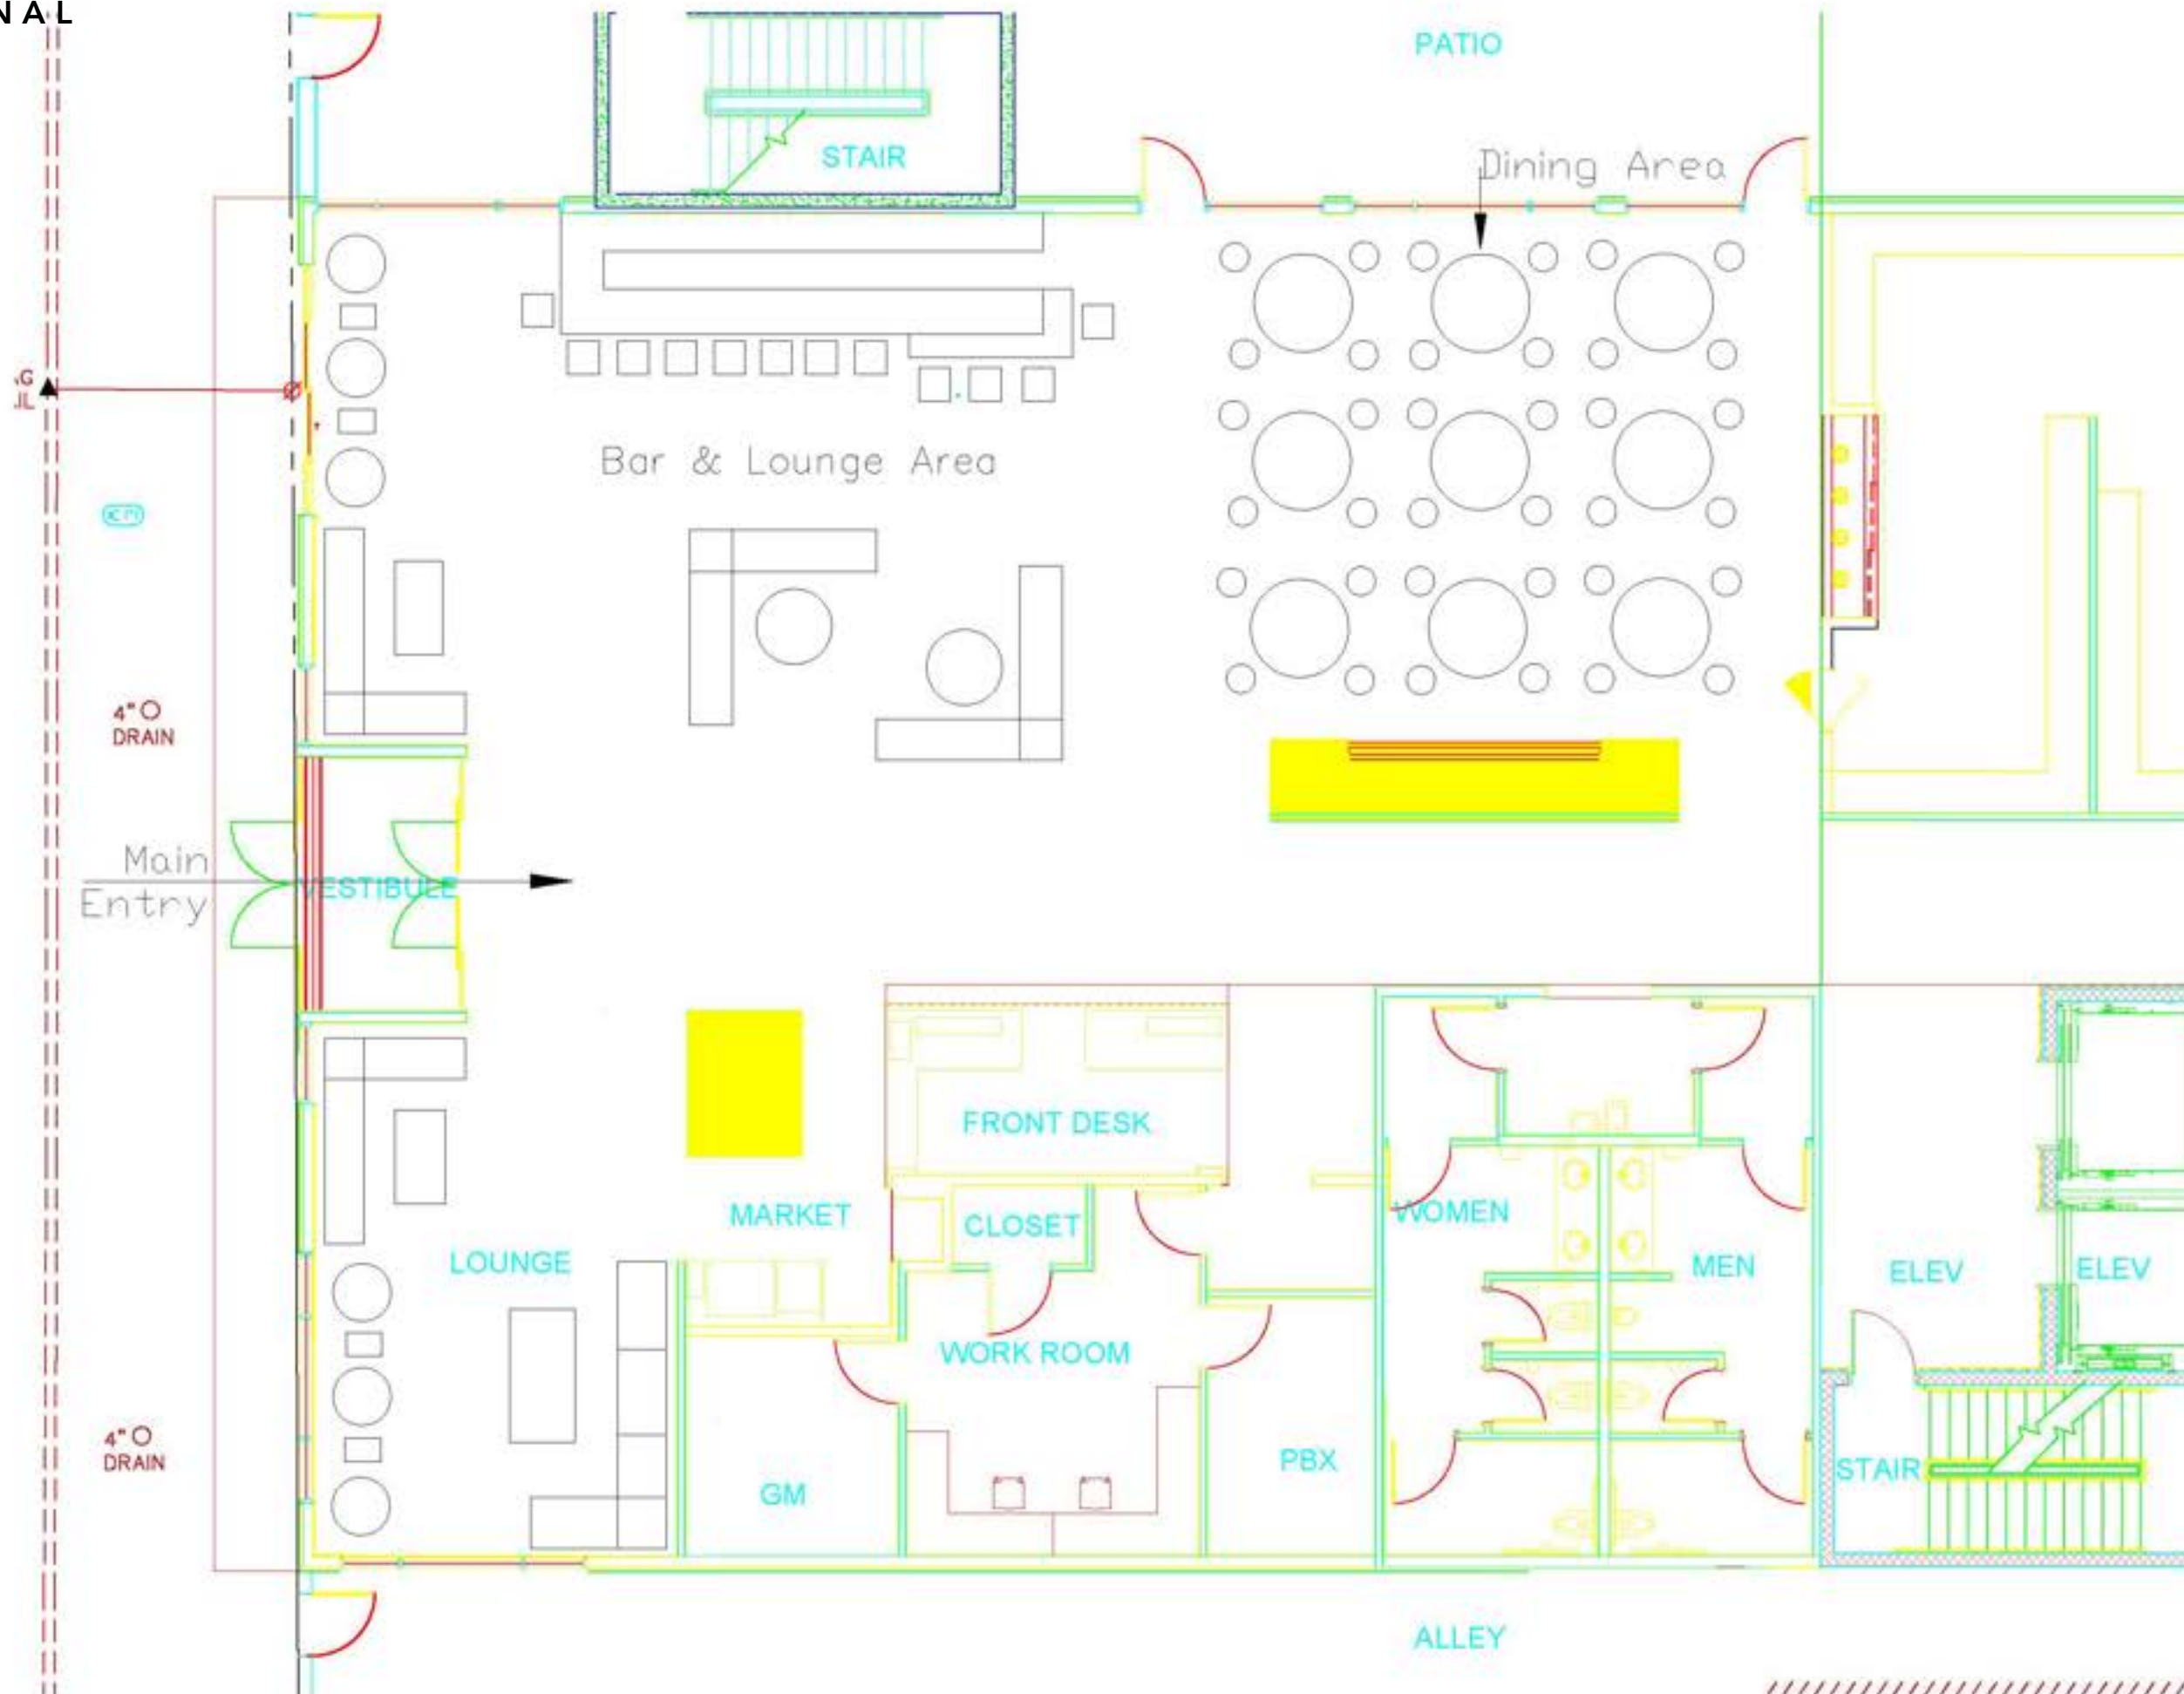 NAL
PATIO
STAIR
Dining Area
Bar & Lounge Area
4"
DRAIN
Main
Entry
VESTIBULE
FRONT DESK
MARKET
CLOSET
WOMEN
LOUNGE
MEN
ELEV
ELEV
WORK ROOM
4"
DRAIN
PBX
STAIR
GM
ALLEY